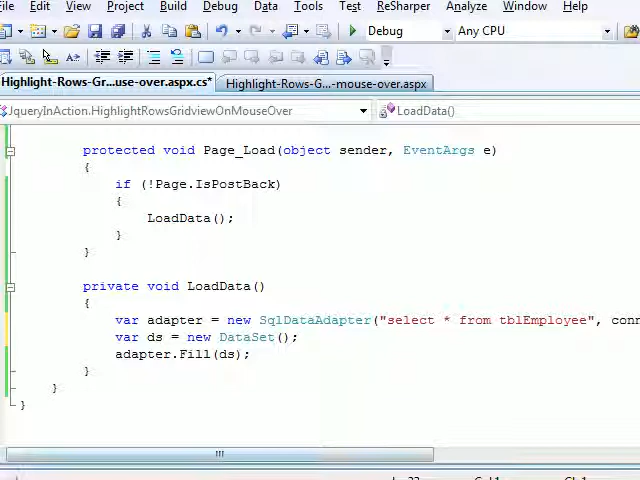 File Edit View Project Build Debug Data Tools Test ReSharper Analyze Window Help
Debug Any CPU
Highlight-Rows-Gr...use-over.aspx.cs* Highlight-Rows-G...-mouse-over.aspx
JqueryInAction.HighlightRowsGridviewOnMouseOver LoadData()
protected void Page_Load(object sender, EventArgs e)
{
if (!Page.IsPostBack)
{
LoadData();
}
}
private void LoadData()
{
var adapter = new SqlDataAdapter("select * from tblEmployee", conn
var ds = new DataSet();
adapter.Fill(ds);
}
}
}